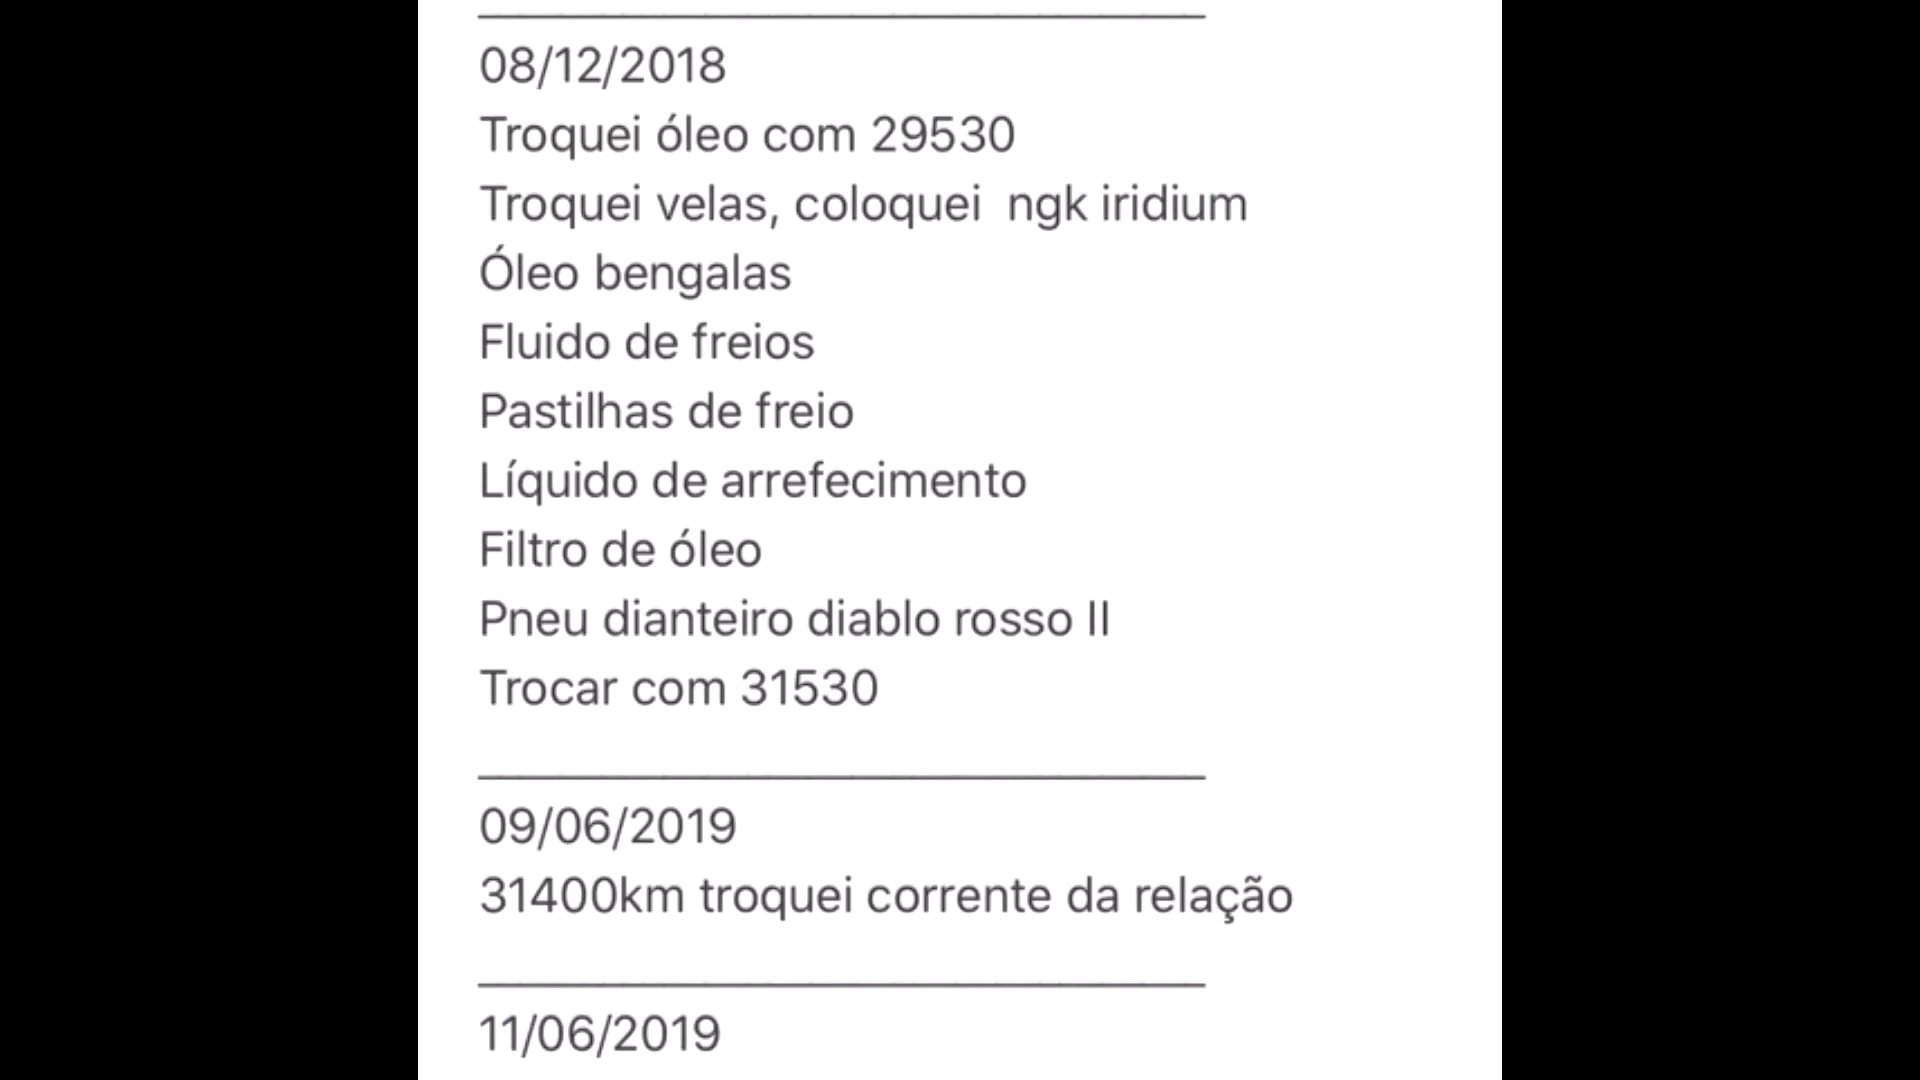 08/12/2018
Troquei óleo com 29530
Troquei velas, coloquei  ngk iridium
Óleo bengalas
Fluido de freios
Pastilhas de freio
Líquido de arrefecimento
Filtro de óleo
Pneu dianteiro diablo rosso II
Trocar com 31530
09/06/2019
31400km troquei corrente da relação
11/06/2019